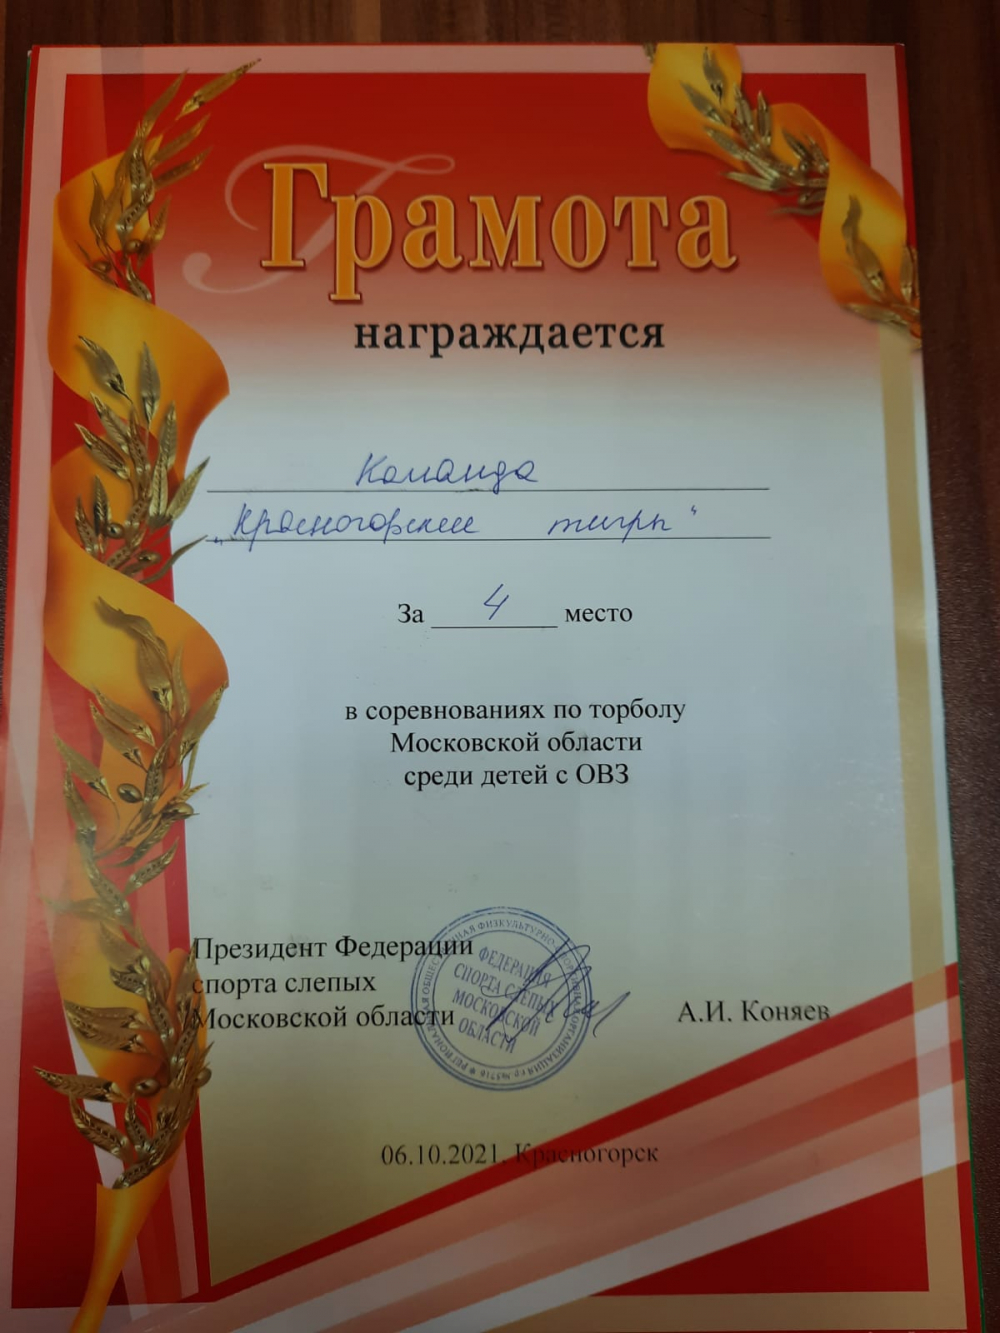 Грамота
награждается
Команда
„Красногорские тигры“
За 4 место
в соревнованиях по торболу
Московской области
среди детей с ОВЗ
Президент Федерации
спорта слепых
Московской области
А.И. Коняев
ФЕДЕРАЦИЯ
СПОРТА СЛЕПЫХ
МОСКОВСКОЙ
ОБЛАСТИ
06.10.2021, Красногорск